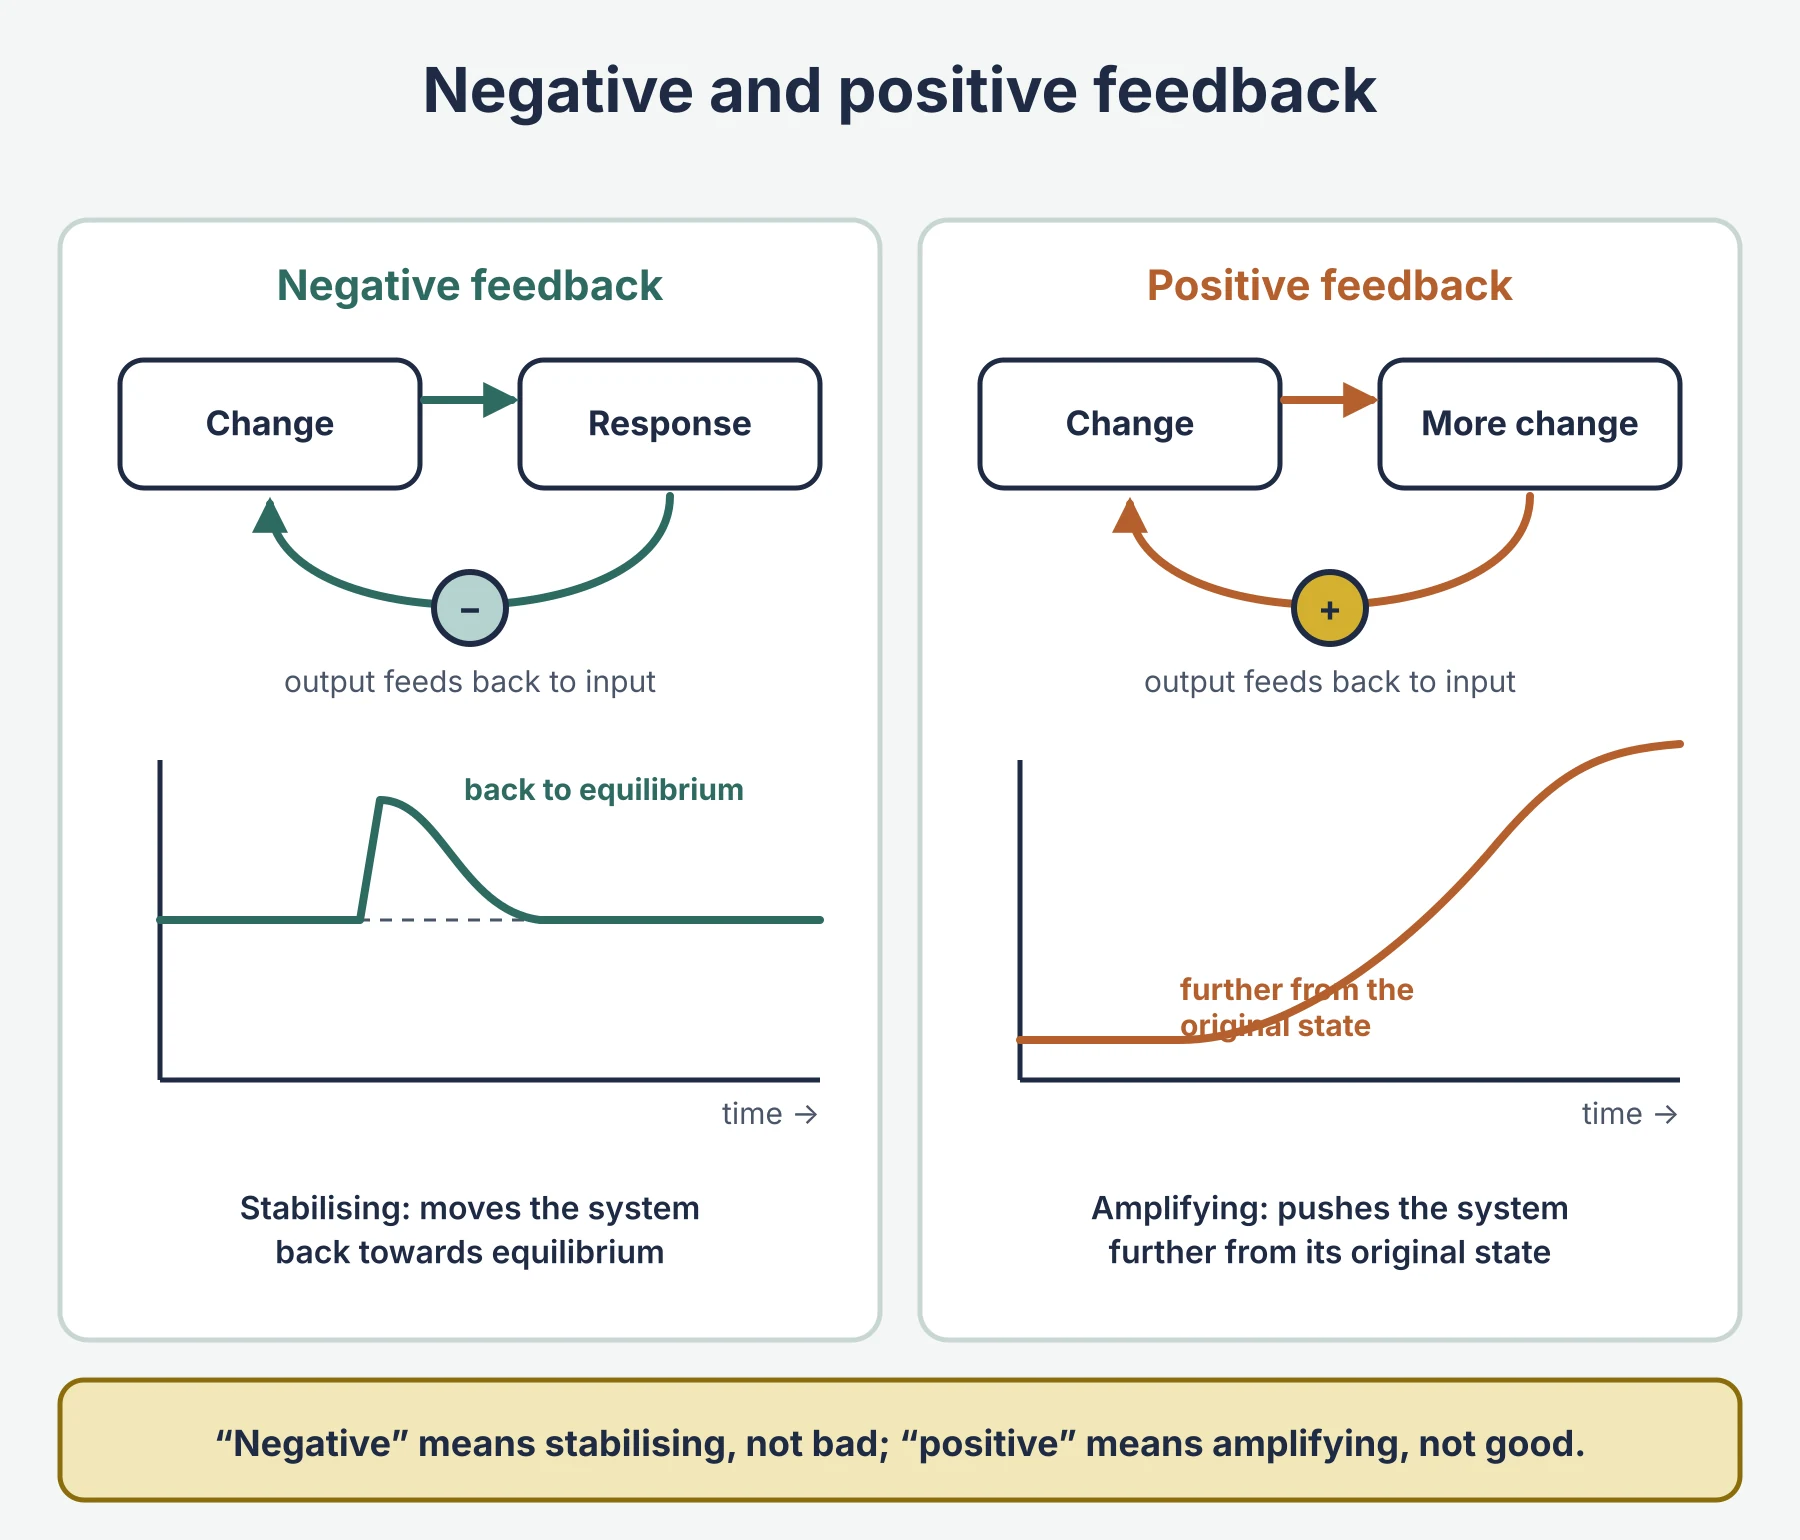 Negative and positive feedback
Negative feedback
Change
Response
–
output feeds back to input
back to equilibrium
time →
Stabilising: moves the system
back towards equilibrium
Positive feedback
Change
More change
+
output feeds back to input
further from the
original state
time →
Amplifying: pushes the system
further from its original state
“Negative” means stabilising, not bad; “positive” means amplifying, not good.